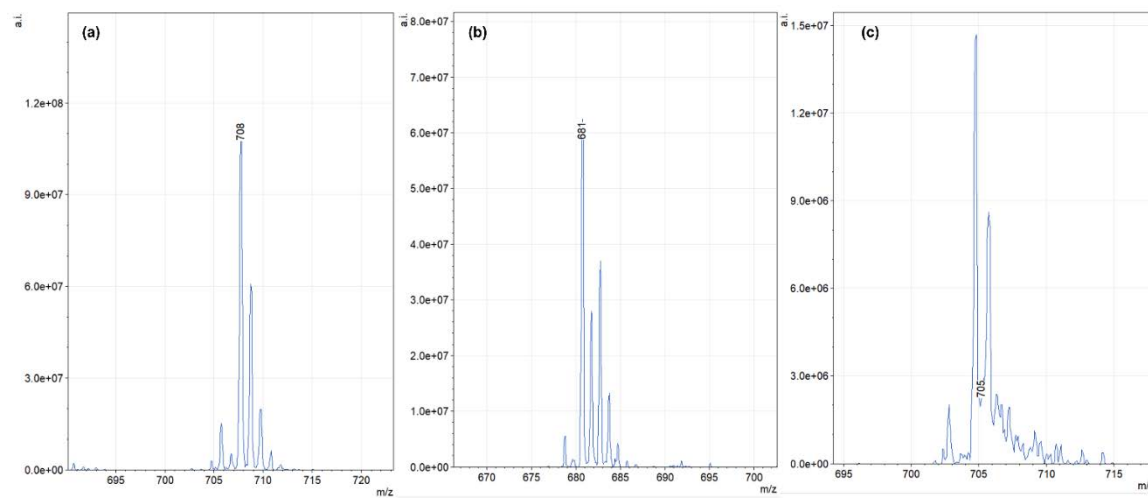 a.i.
(a)
1.2e+08
9.0e+07
6.0e+07
3.0e+07
0.0e+00
708
695
700
705
710
715
720
m/z
a.i.
(b)
8.0e+07
7.0e+07
6.0e+07
5.0e+07
4.0e+07
3.0e+07
2.0e+07
1.0e+07
0.0e+00
681-
670
675
680
685
690
695
700
m/z
a.i.
(c)
1.5e+07
1.2e+07
9.0e+06
6.0e+06
3.0e+06
0.0e+00
705
695
700
705
710
715
m/z